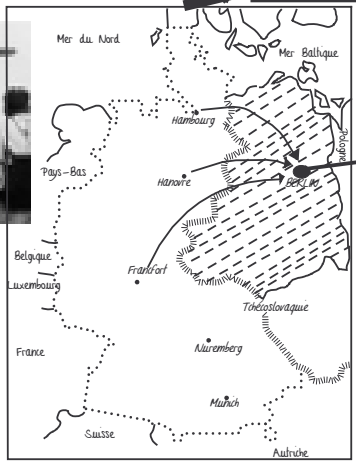 Mer du Nord
Mer Baltique
Hambourg
Pologne
Pays-Bas
Hanovre
BERLIN
Belgique
Francfort
Luxembourg
Tchécoslovaquie
France
Nuremberg
Munich
Suisse
Autriche